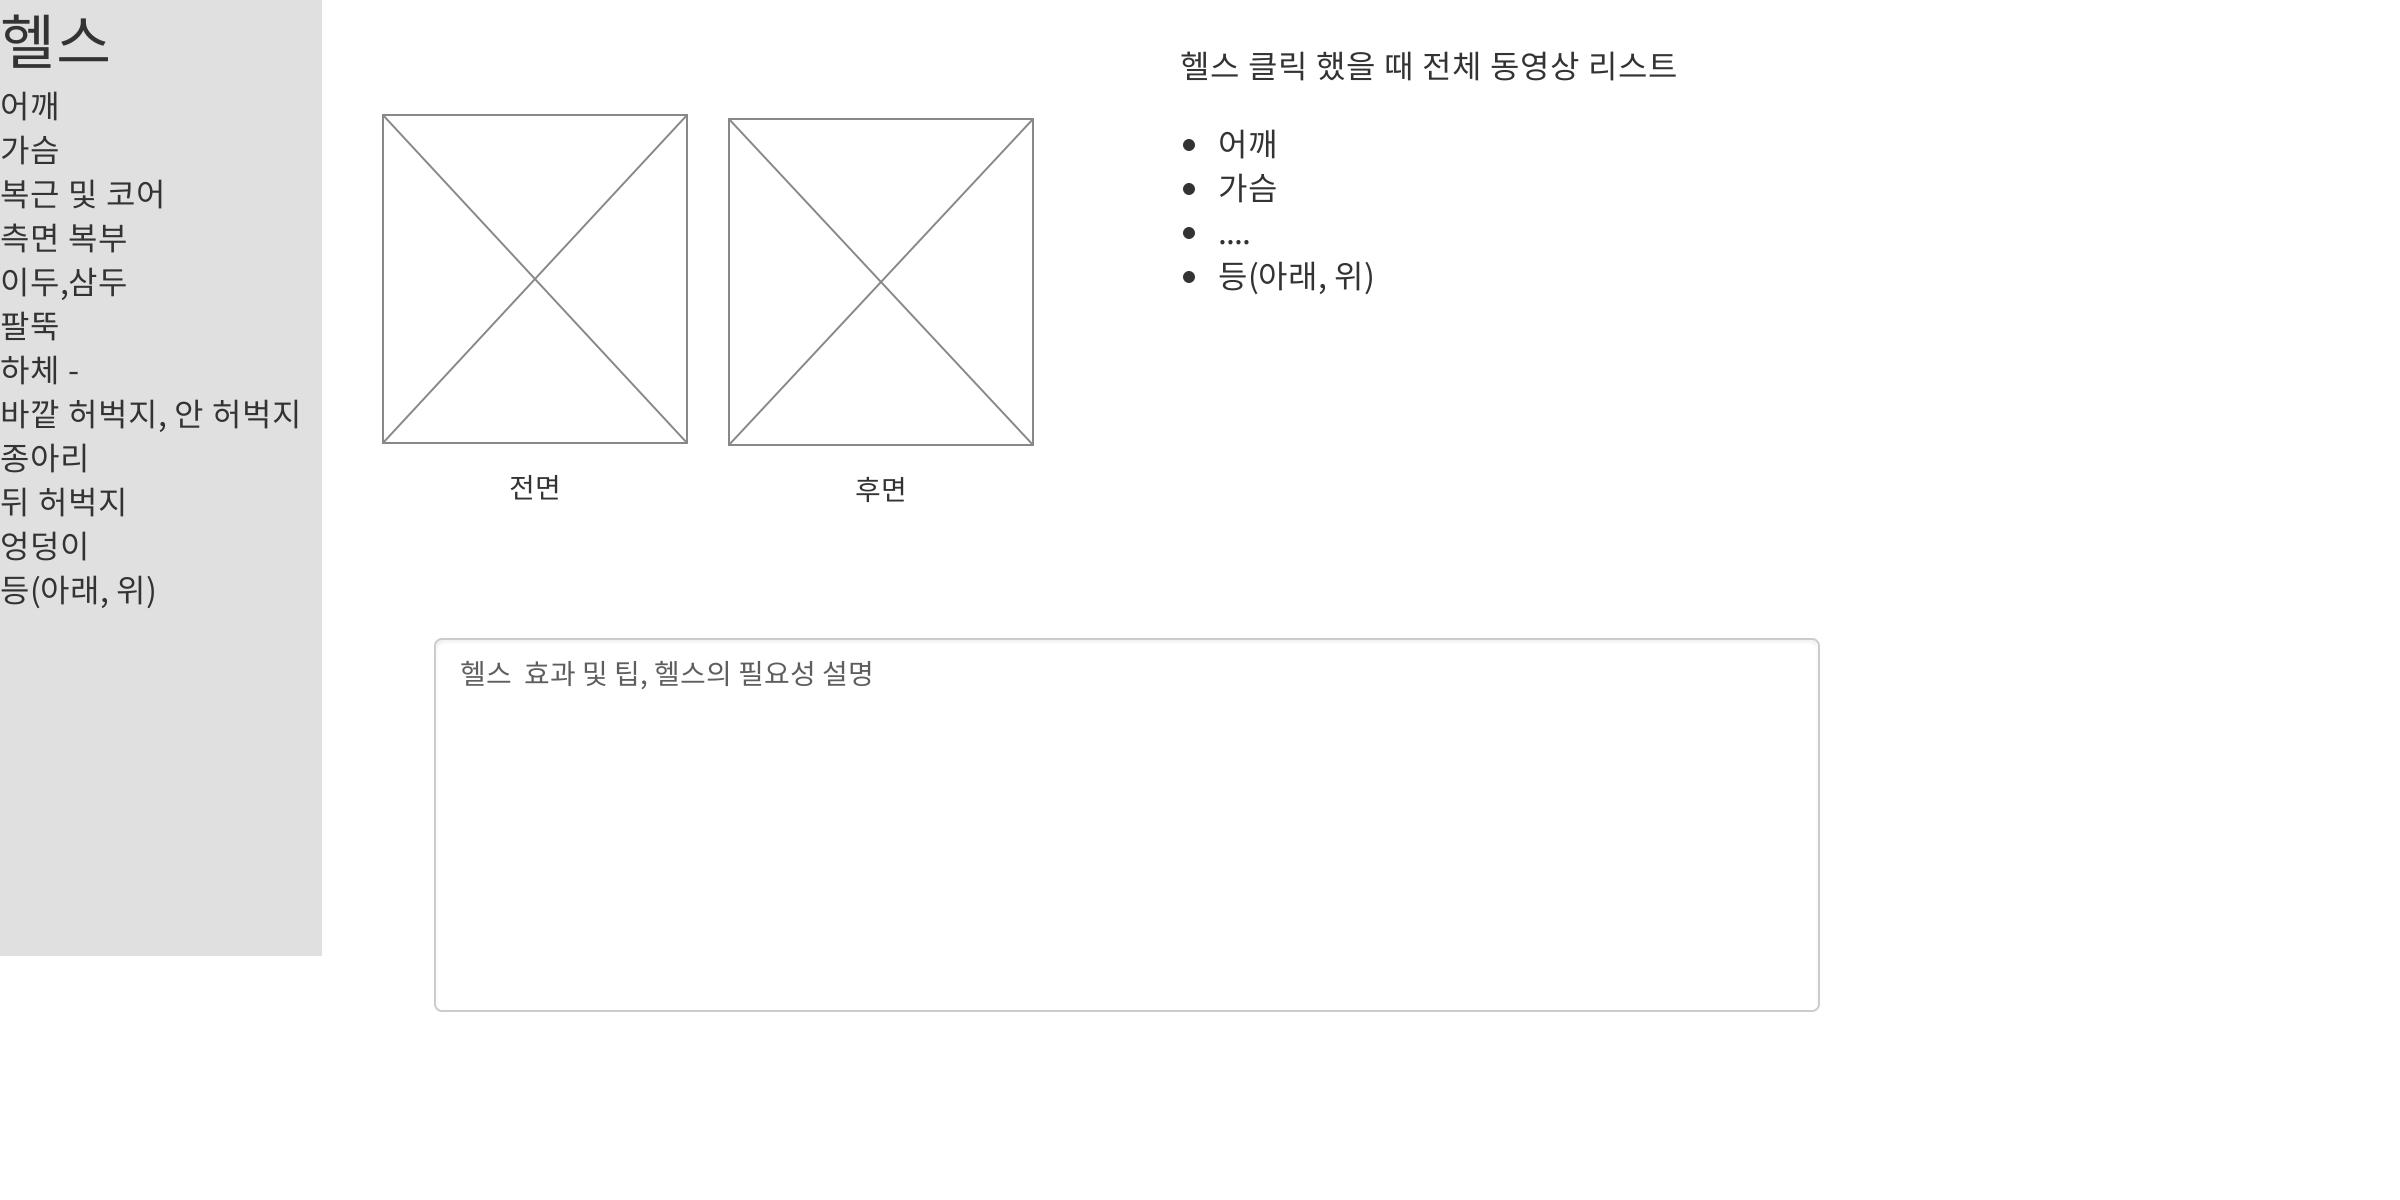 헬스
어깨
가슴
복근 및 코어
측면 복부
이두,삼두
팔뚝
하체 -
바깥 허벅지, 안 허벅지
종아리
뒤 허벅지
엉덩이
등(아래, 위)
전면
후면
헬스 클릭 했을 때 전체 동영상 리스트
• 어깨
• 가슴
• ....
• 등(아래, 위)
헬스  효과 및 팁, 헬스의 필요성 설명